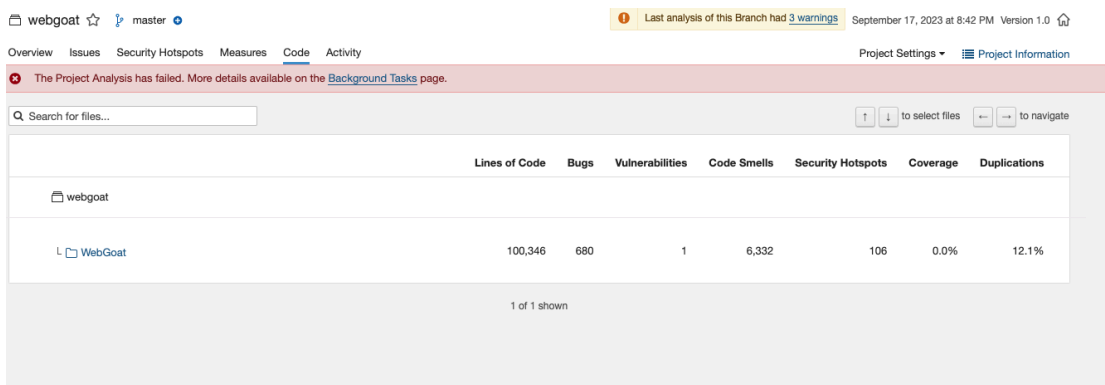 webgoat master Last analysis of this Branch had 3 warnings September 17, 2023 at 8:42 PM Version 1.0
Overview Issues Security Hotspots Measures Code Activity Project Settings Project Information
The Project Analysis has failed. More details available on the Background Tasks page.
Search for files... ↑ ↓ to select files ← → to navigate
Lines of Code Bugs Vulnerabilities Code Smells Security Hotspots Coverage Duplications
webgoat
WebGoat 100,346 680 1 6,332 106 0.0% 12.1%
1 of 1 shown